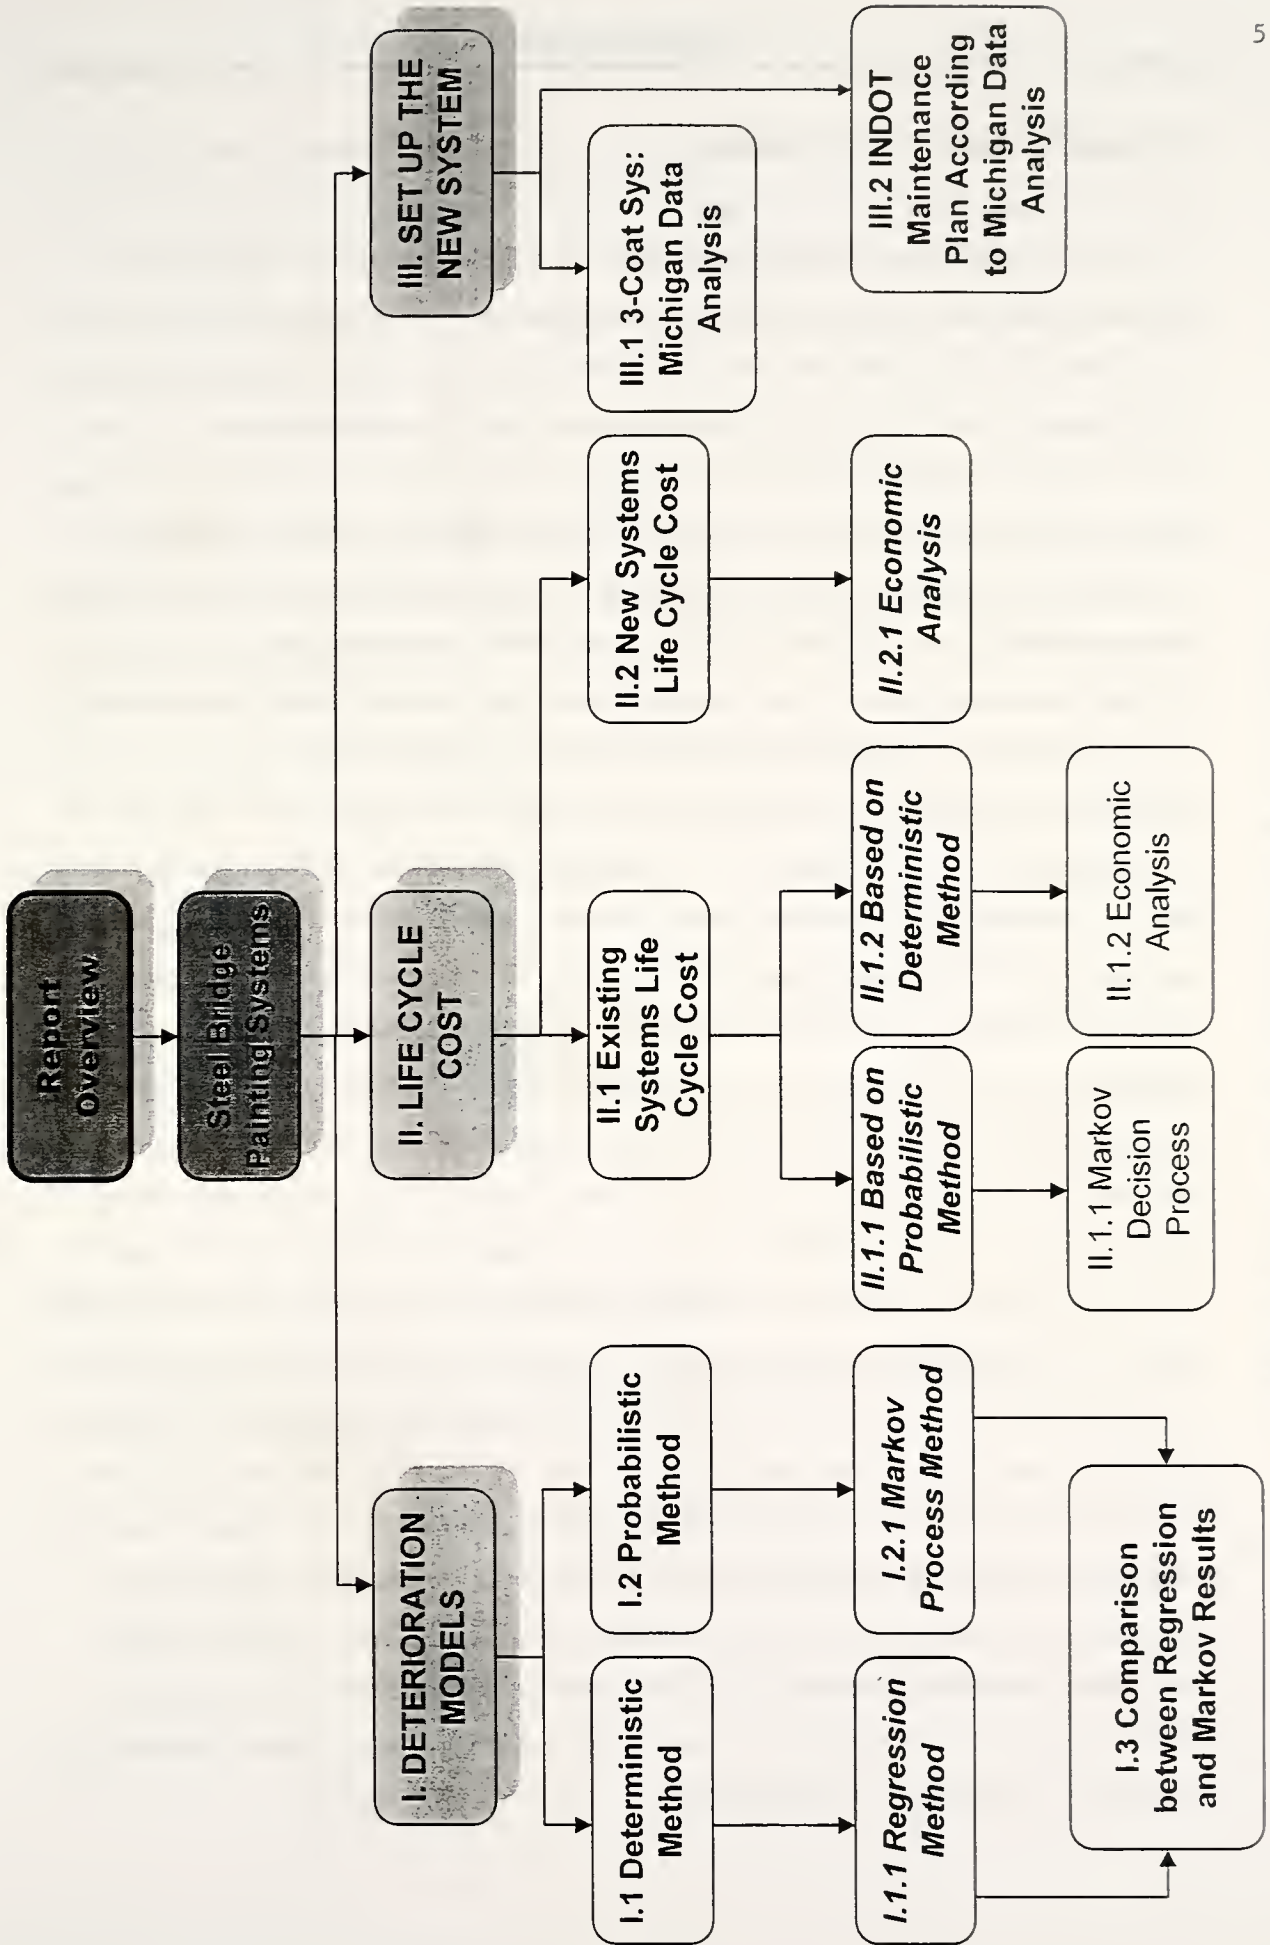 5
Report
Overview
Steel Bridge
Painting Systems
I. DETERIORATION
MODELS
II. LIFE CYCLE
COST
III. SET UP THE
NEW SYSTEM
I.1 Deterministic
Method
I.2 Probabilistic
Method
II.1 Existing
Systems Life
Cycle Cost
II.2 New Systems
Life Cycle Cost
III.1 3-Coat Sys:
Michigan Data
Analysis
I.1.1 Regression
Method
I.2.1 Markov
Process Method
II.1.1 Based on
Probabilistic
Method
II.1.2 Based on
Deterministic
Method
II.2.1 Economic
Analysis
III.2 INDOT
Maintenance
Plan According
to Michigan Data
Analysis
I.3 Comparison
between Regression
and Markov Results
II.1.1 Markov
Decision
Process
II.1.2 Economic
Analysis